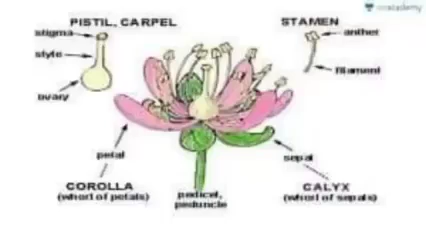 PISTIL, CARPEL
stigma
style
ovary
STAMEN
anther
filament
petal
sepal
COROLLA
(whorl of petals)
pedicel,
peduncle
CALYX
(whorl of sepals)